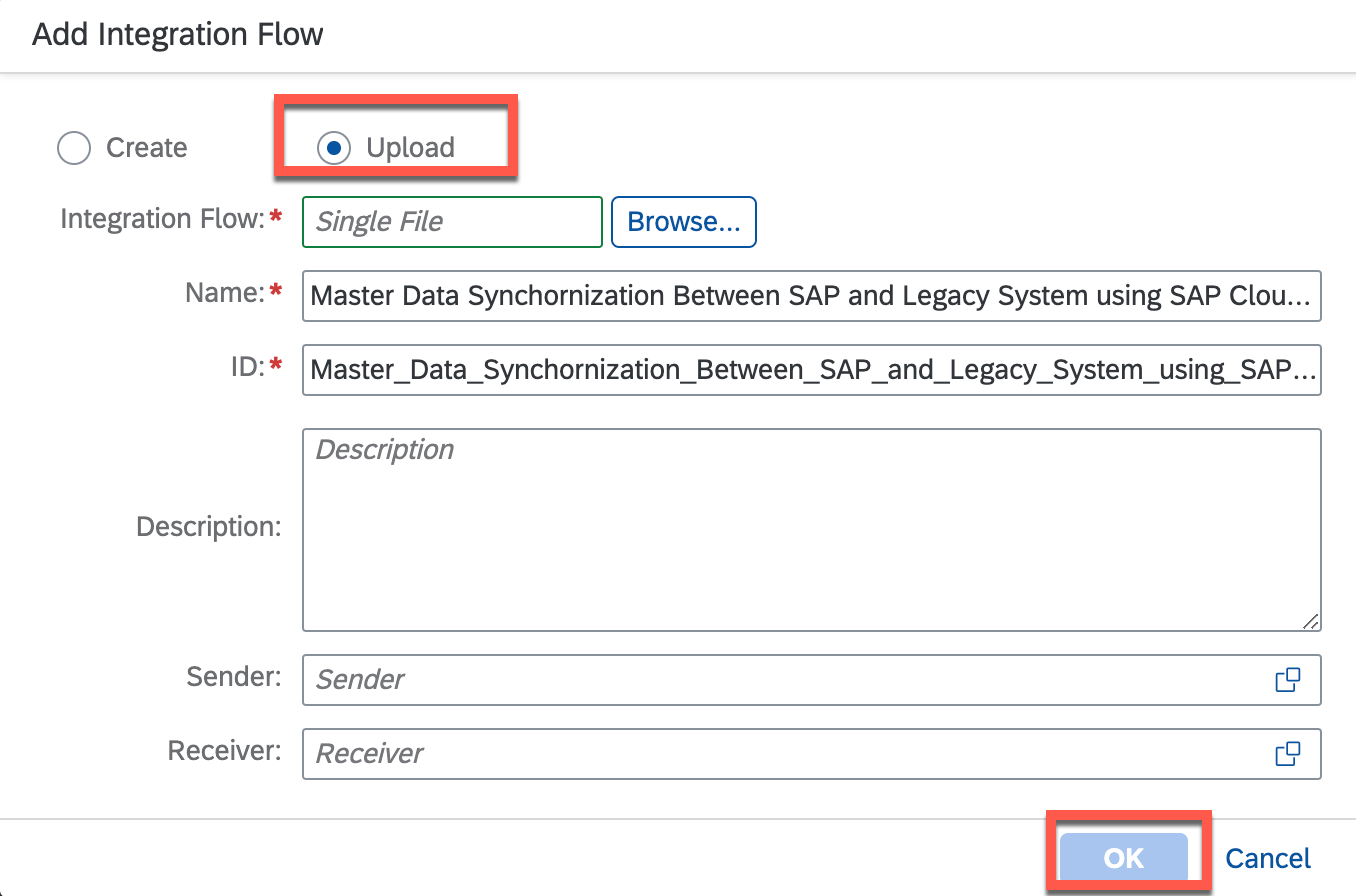 Add Integration Flow
Create Upload
Integration Flow:* Single File Browse...
Name:* Master Data Synchornization Between SAP and Legacy System using SAP Clou...
ID:* Master_Data_Synchornization_Between_SAP_and_Legacy_System_using_SAP...
Description
Description:
Sender: Sender
Receiver: Receiver
OK Cancel